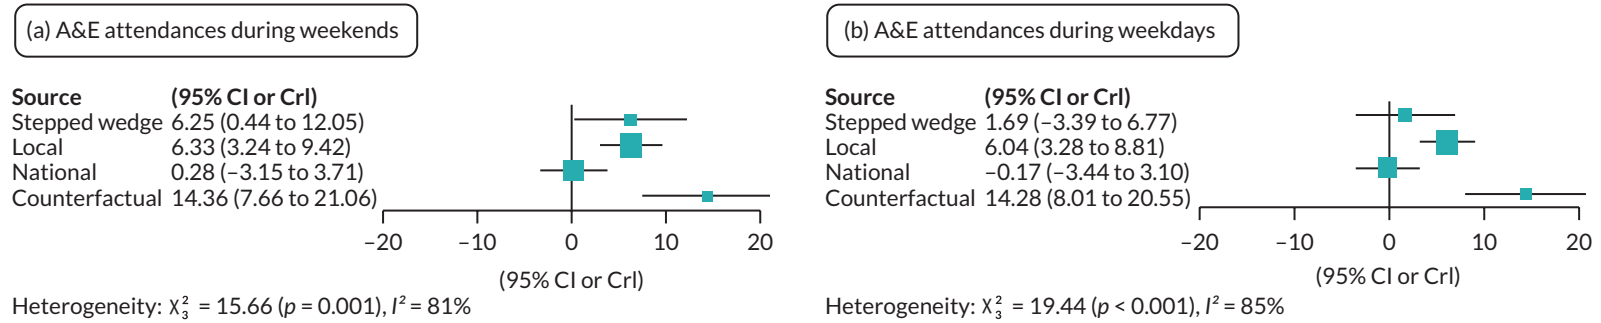 (a) A&E attendances during weekends
Source (95% CI or CrI)
Stepped wedge 6.25 (0.44 to 12.05)
Local 6.33 (3.24 to 9.42)
National 0.28 (−3.15 to 3.71)
Counterfactual 14.36 (7.66 to 21.06)
−20 −10 0 10 20
(95% CI or CrI)
Heterogeneity: χ²₃ = 15.66 (p = 0.001), I² = 81%
(b) A&E attendances during weekdays
Source (95% CI or CrI)
Stepped wedge 1.69 (−3.39 to 6.77)
Local 6.04 (3.28 to 8.81)
National −0.17 (−3.44 to 3.10)
Counterfactual 14.28 (8.01 to 20.55)
−20 −10 0 10 20
(95% CI or CrI)
Heterogeneity: χ²₃ = 19.44 (p < 0.001), I² = 85%